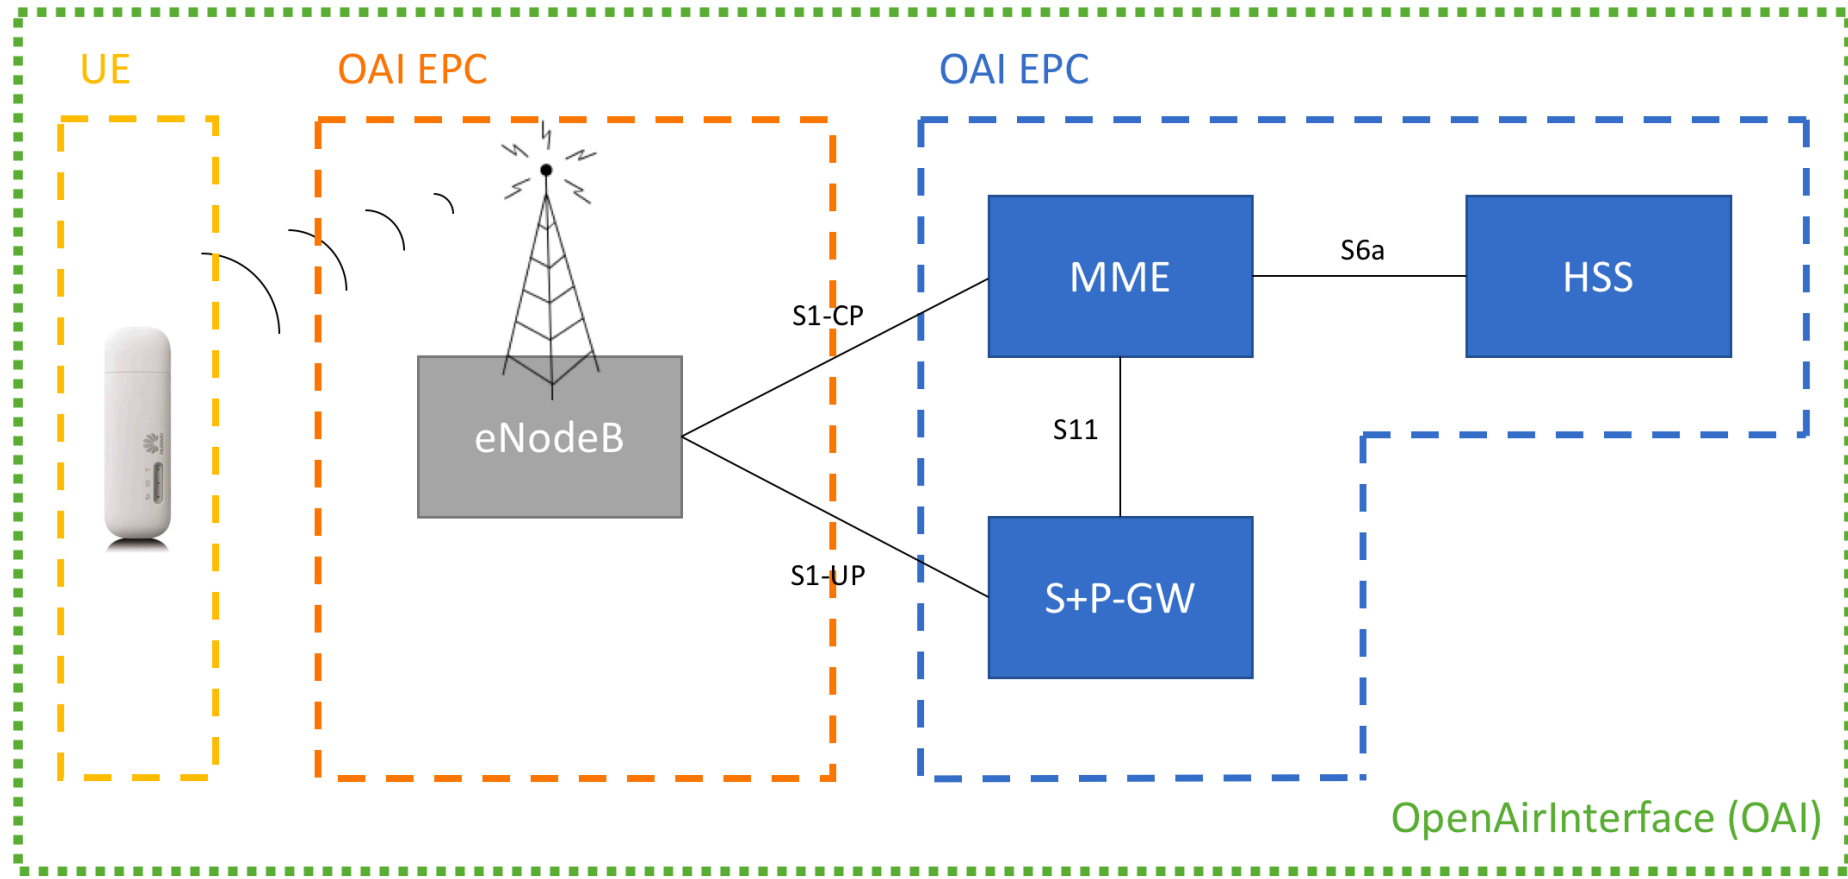 UE
OAI EPC
OAI EPC
MME
S6a
HSS
S1-CP
S11
eNodeB
S1-UP
S+P-GW
OpenAirInterface (OAI)